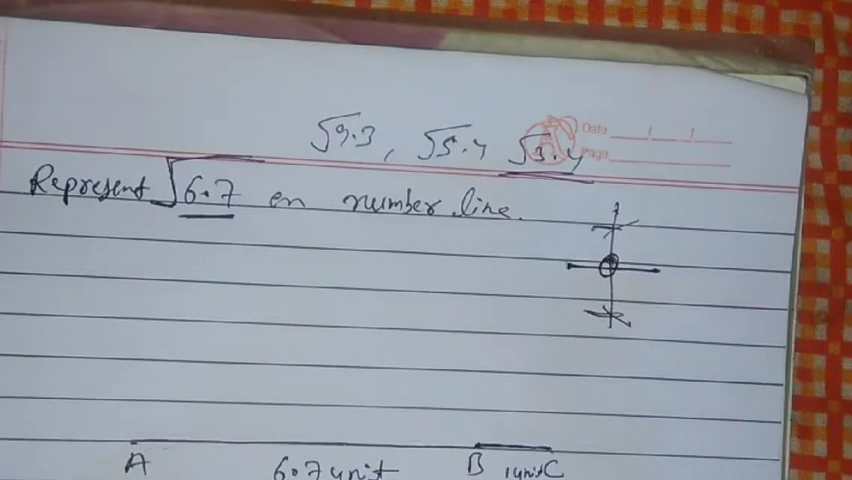 √9.3, √5.4 √3.4
Date
Page
Represent √6.7 on number line.
A 6.7 unit B 1 unit C